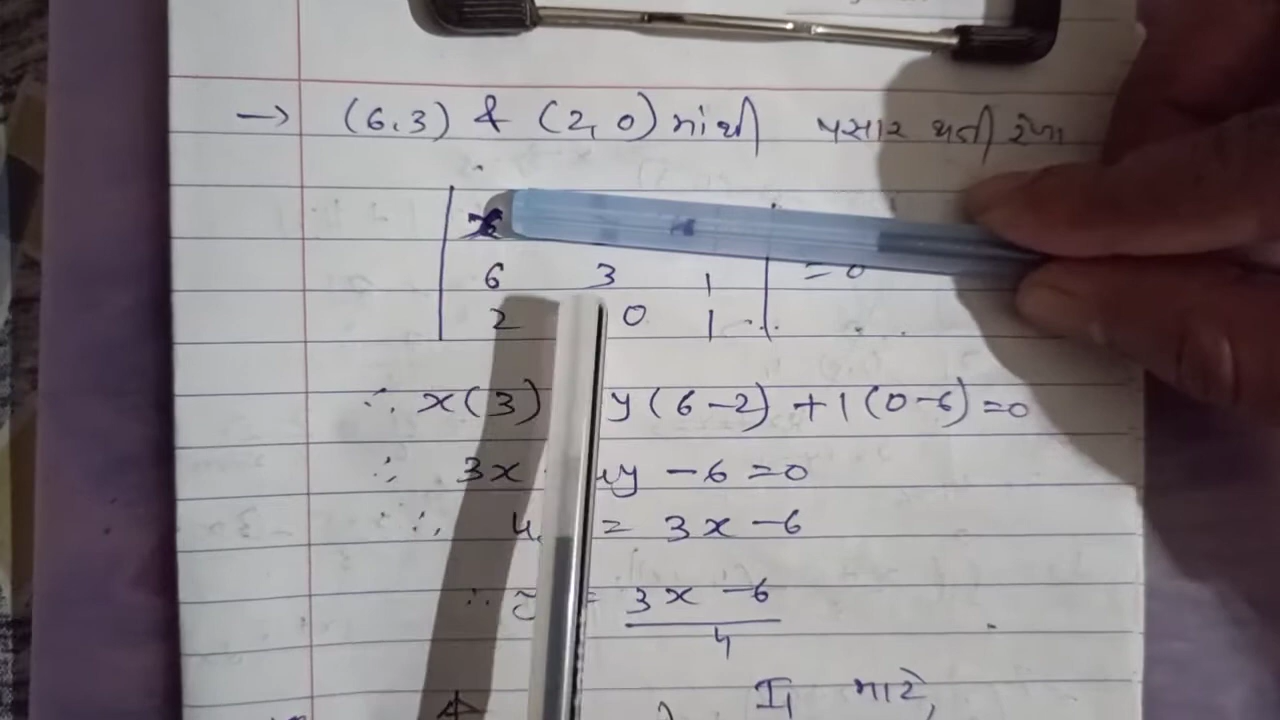 → (6,3) & (2,0) માંથી પસાર થતી રેખા
x
6 3 1 = 0
2 0 1
∴ x(3) y(6-2) +1(0-6)=0
∴ 3x y -6 =0
∴ 4 = 3x-6
∴ = 3x-6 / 4
I₁ માટે,